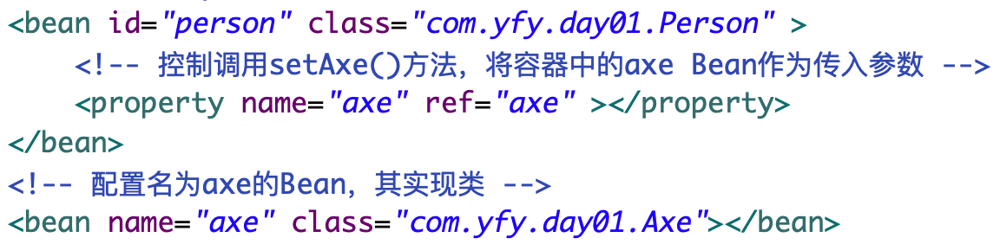 <bean id="person" class="com.yfy.day01.Person" >
    <!-- 控制调用setAxe()方法，将容器中的axe Bean作为传入参数 -->
    <property name="axe" ref="axe" ></property>
</bean>
<!-- 配置名为axe的Bean，其实现类 -->
<bean name="axe" class="com.yfy.day01.Axe"></bean>